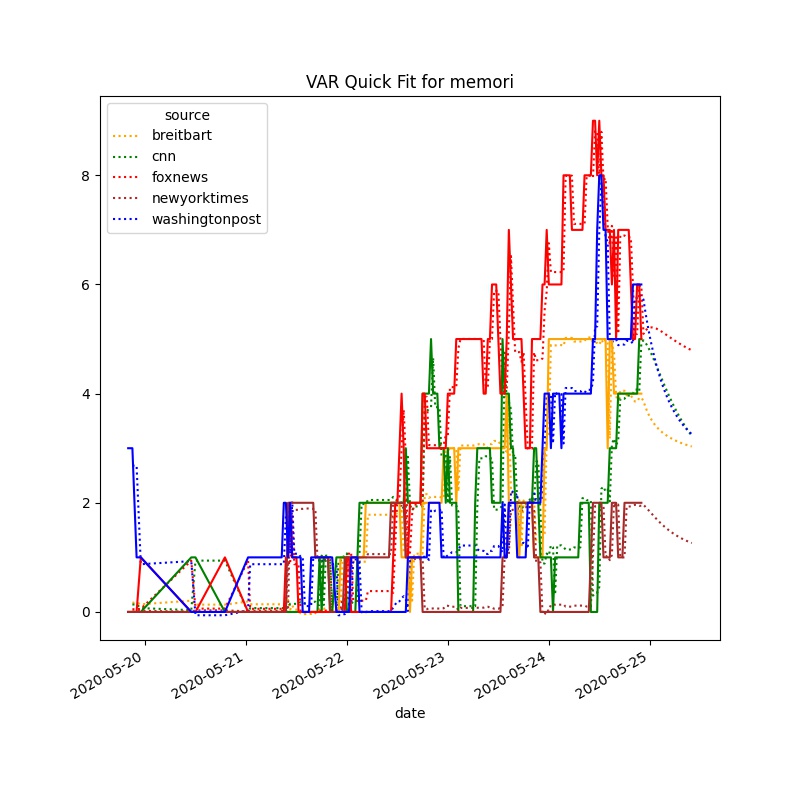 VAR Quick Fit for memori
source
breitbart
cnn
foxnews
newyorktimes
washingtonpost
8
6
4
2
0
2020-05-20
2020-05-21
2020-05-22
2020-05-23
2020-05-24
2020-05-25
date